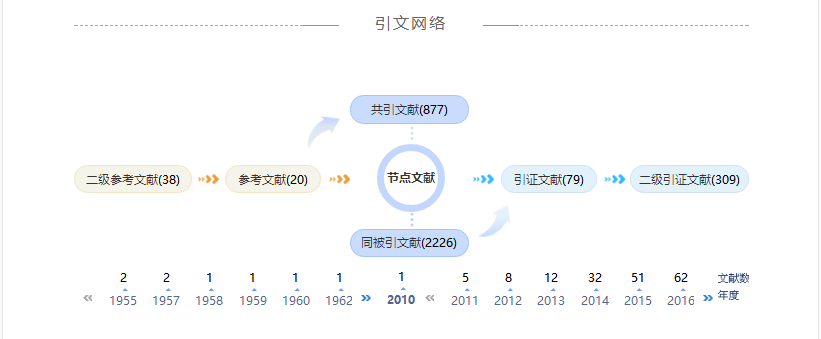 引文网络
共引文献(877)
二级参考文献(38) 参考文献(20) 节点文献 引证文献(79) 二级引证文献(309)
同被引文献(2226)
2 2 1 1 1 1 1 5 8 12 32 51 62 文献数
1955 1957 1958 1959 1960 1962 2010 2011 2012 2013 2014 2015 2016 年度